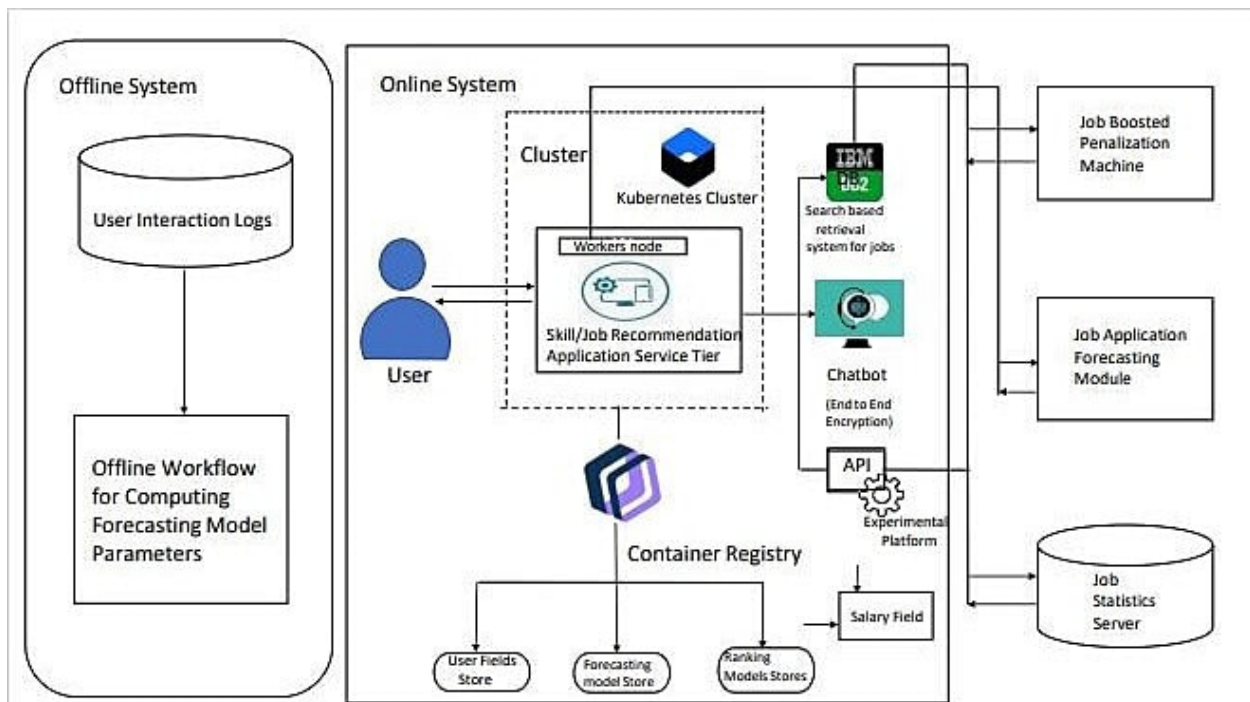 Offline System
User Interaction Logs
Offline Workflow
for Computing
Forecasting Model
Parameters
Online System
Cluster
Kubernetes Cluster
Workers node
Skill/Job Recommendation
Application Service Tier
User
IBM
DB
DB2
Search based
retrieval
system for jobs
Chatbot
(End to End
Encryption)
API
Experimental
Platform
Container Registry
User Fields
Store
Forecasting
model Store
Ranking
Models Stores
Salary Field
Job Boosted
Penalization
Machine
Job Application
Forecasting
Module
Job
Statistics
Server